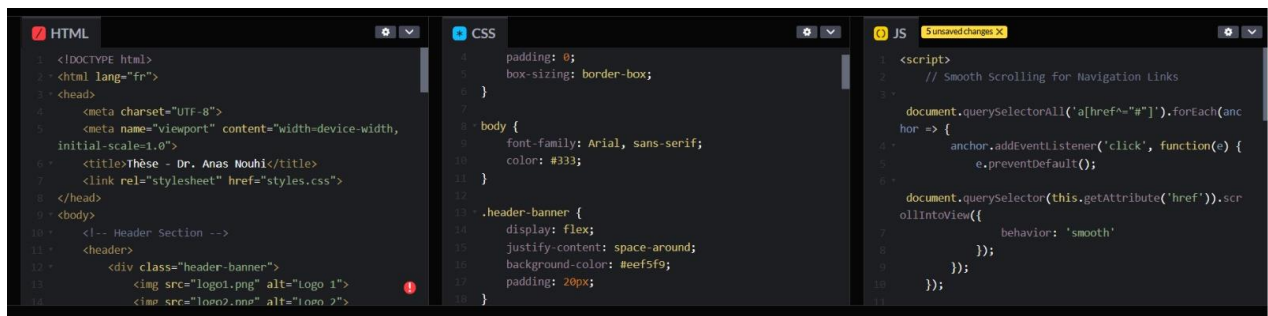 HTML
1 <!DOCTYPE html>
2 <html lang="fr">
3 <head>
4 <meta charset="UTF-8">
5 <meta name="viewport" content="width=device-width,
initial-scale=1.0">
6 <title>Thèse - Dr. Anas Nouhi</title>
7 <link rel="stylesheet" href="styles.css">
8 </head>
9 <body>
10 <!-- Header Section -->
11 <header>
12 <div class="header-banner">
13 <img src="logo1.png" alt="Logo 1">
14 <img src="logo2.png" alt="Logo 2">
CSS
4 padding: 0;
5 box-sizing: border-box;
6 }
7
8 body {
9 font-family: Arial, sans-serif;
10 color: #333;
11 }
12
13 .header-banner {
14 display: flex;
15 justify-content: space-around;
16 background-color: #eef5f9;
17 padding: 20px;
18 }
JS
5 unsaved changes X
1 <script>
2 // Smooth Scrolling for Navigation Links
3
document.querySelectorAll('a[href^="#"]').forEach(anc
hor => {
4 anchor.addEventListener('click', function(e) {
5 e.preventDefault();
6
document.querySelector(this.getAttribute('href')).scr
ollIntoView({
7 behavior: 'smooth'
8 });
9 });
10 });
11